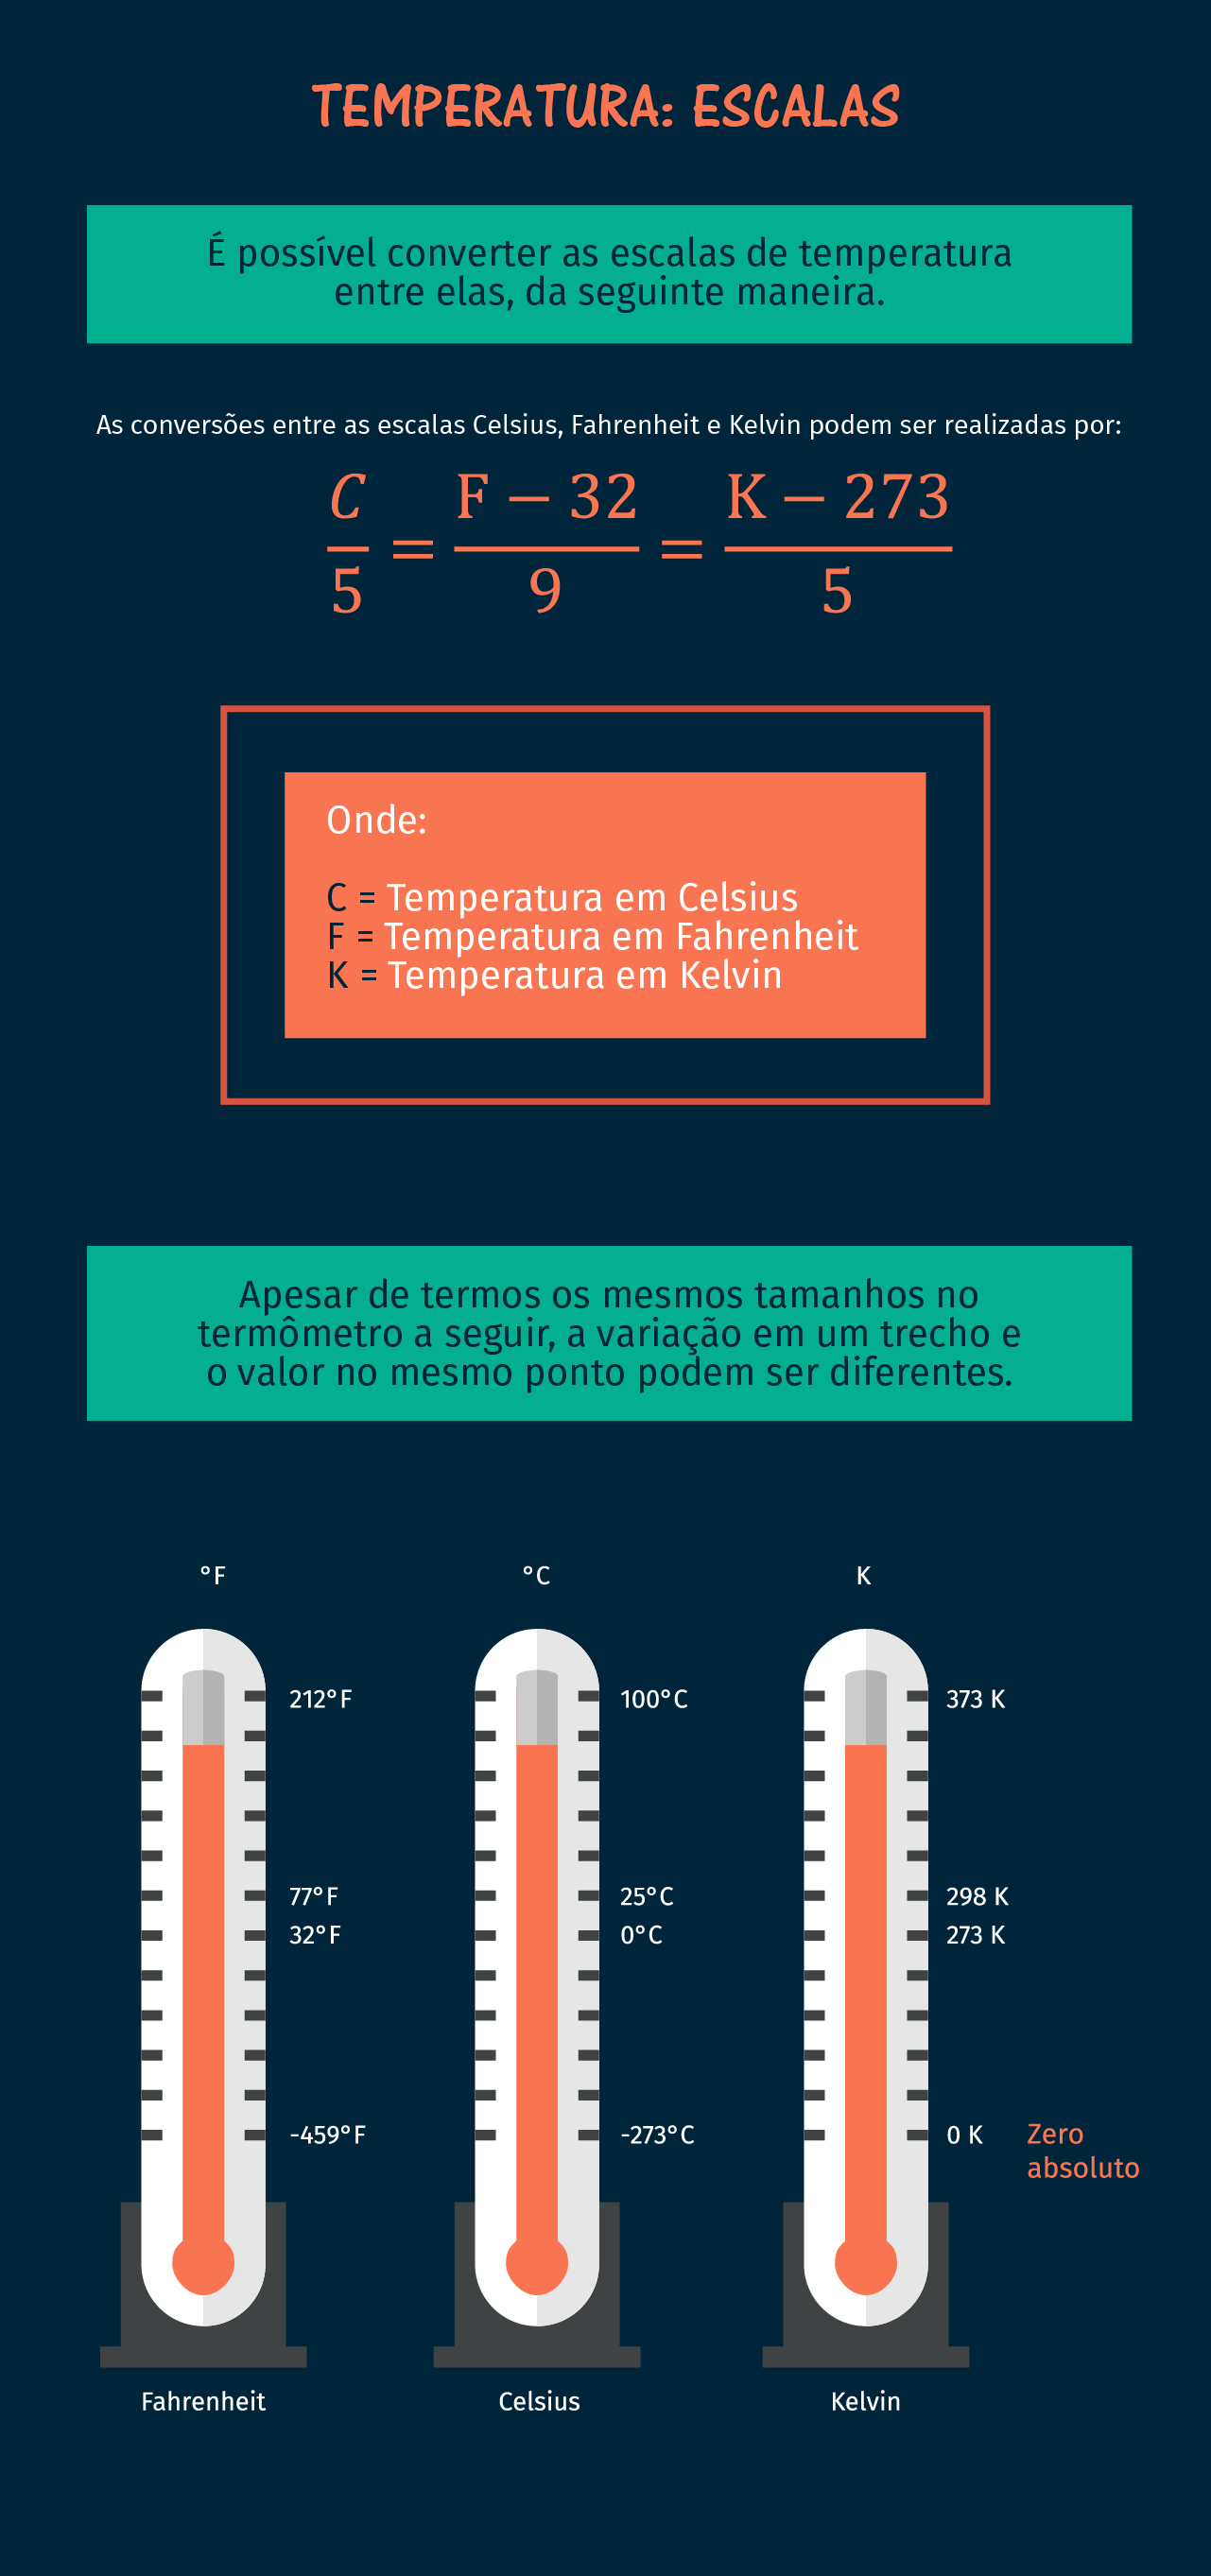 TEMPERATURA: ESCALAS
É possível converter as escalas de temperatura
entre elas, da seguinte maneira.
As conversões entre as escalas Celsius, Fahrenheit e Kelvin podem ser realizadas por:
C/5 = F − 32/9 = K − 273/5
Onde:
C = Temperatura em Celsius
F = Temperatura em Fahrenheit
K = Temperatura em Kelvin
Apesar de termos os mesmos tamanhos no
termômetro a seguir, a variação em um trecho e
o valor no mesmo ponto podem ser diferentes.
°F °C K
212°F 100°C 373 K
77°F 25°C 298 K
32°F 0°C 273 K
-459°F -273°C 0 K Zero
absoluto
Fahrenheit Celsius Kelvin